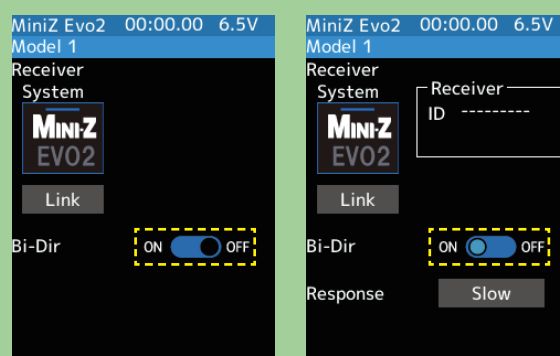 MiniZ Evo2 00:00.00 6.5V
Model 1
Receiver
System
MINI-Z
EVO2
Link
Bi-Dir ON OFF
MiniZ Evo2 00:00.00 6.5V
Model 1
Receiver
System
Receiver
ID ---------
MINI-Z
EVO2
Link
Bi-Dir ON OFF
Response Slow